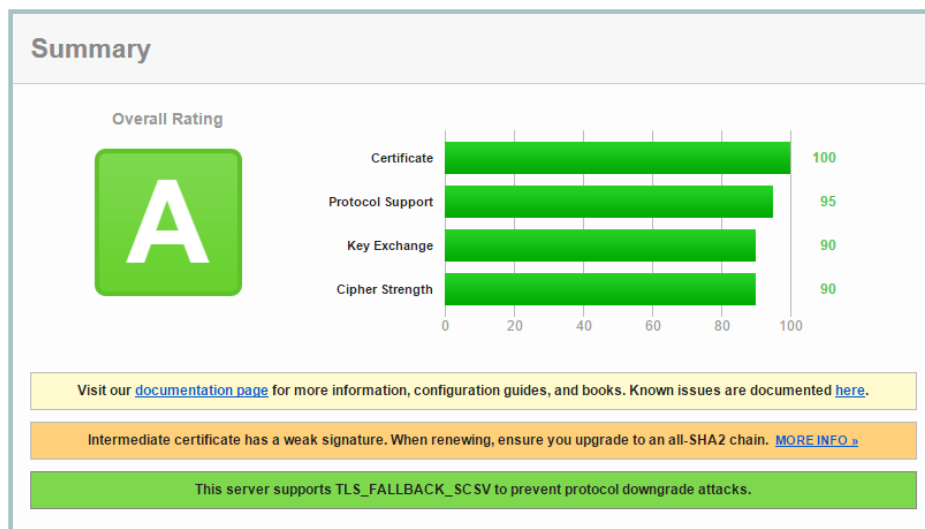 Summary
Overall Rating
A
Certificate 100
Protocol Support 95
Key Exchange 90
Cipher Strength 90
0 20 40 60 80 100
Visit our documentation page for more information, configuration guides, and books. Known issues are documented here.
Intermediate certificate has a weak signature. When renewing, ensure you upgrade to an all-SHA2 chain. MORE INFO »
This server supports TLS_FALLBACK_SCSV to prevent protocol downgrade attacks.